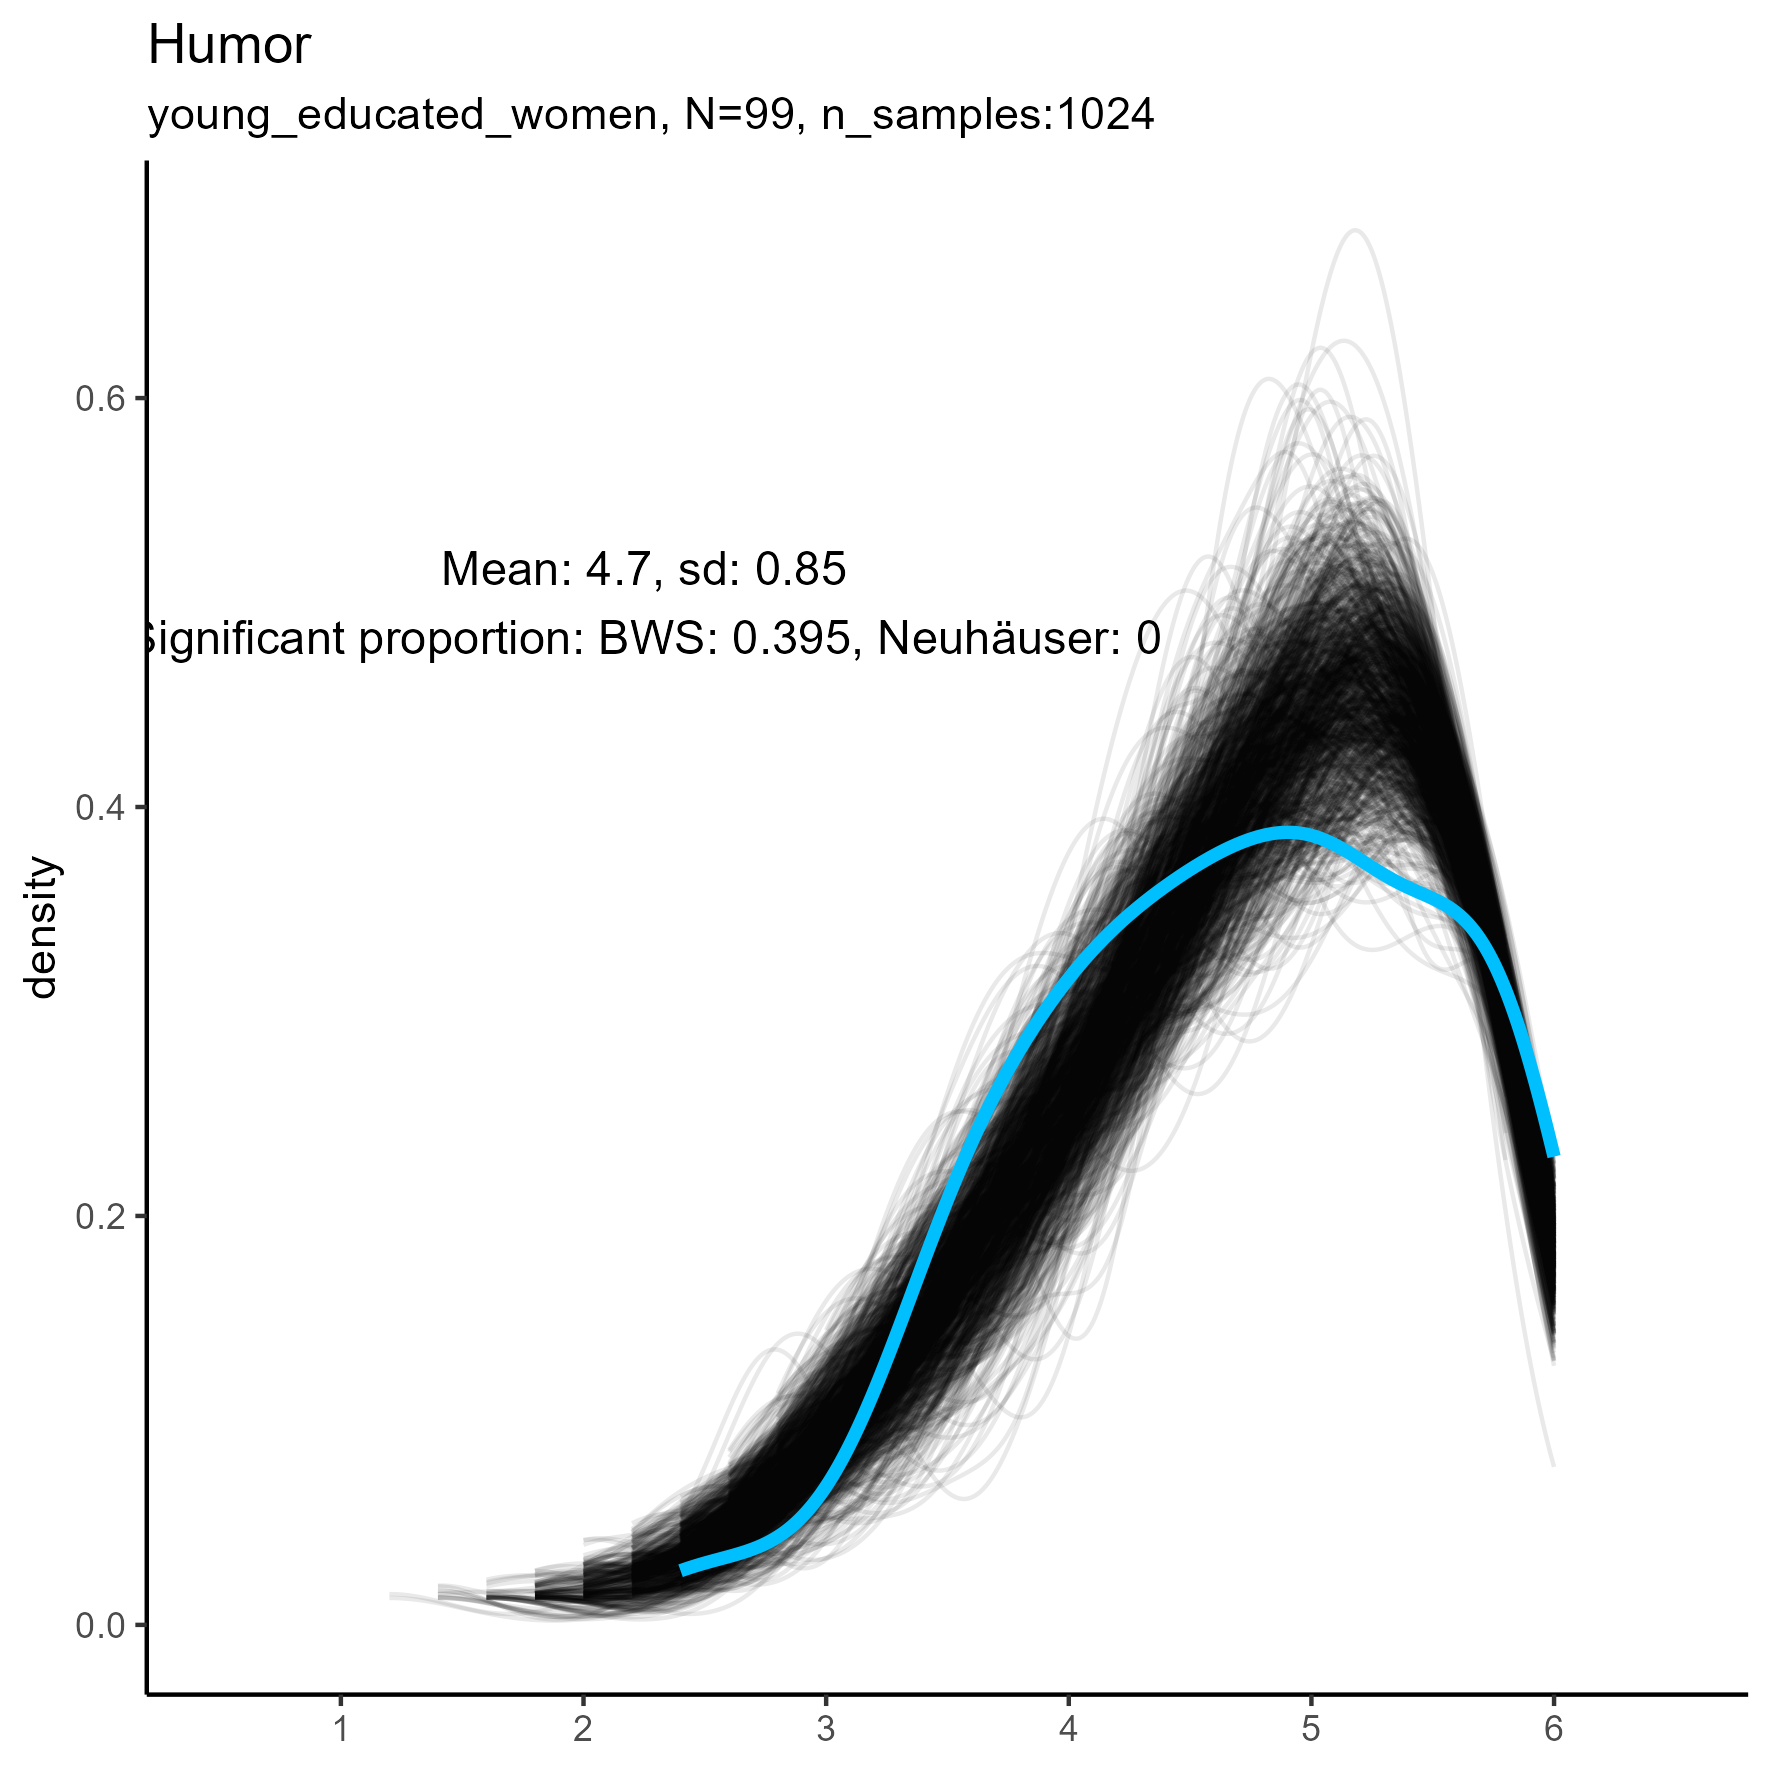 Humor
young_educated_women, N=99, n_samples:1024
Mean: 4.7, sd: 0.85
Significant proportion: BWS: 0.395, Neuhäuser: 0
density
0.6
0.4
0.2
0.0
1 2 3 4 5 6